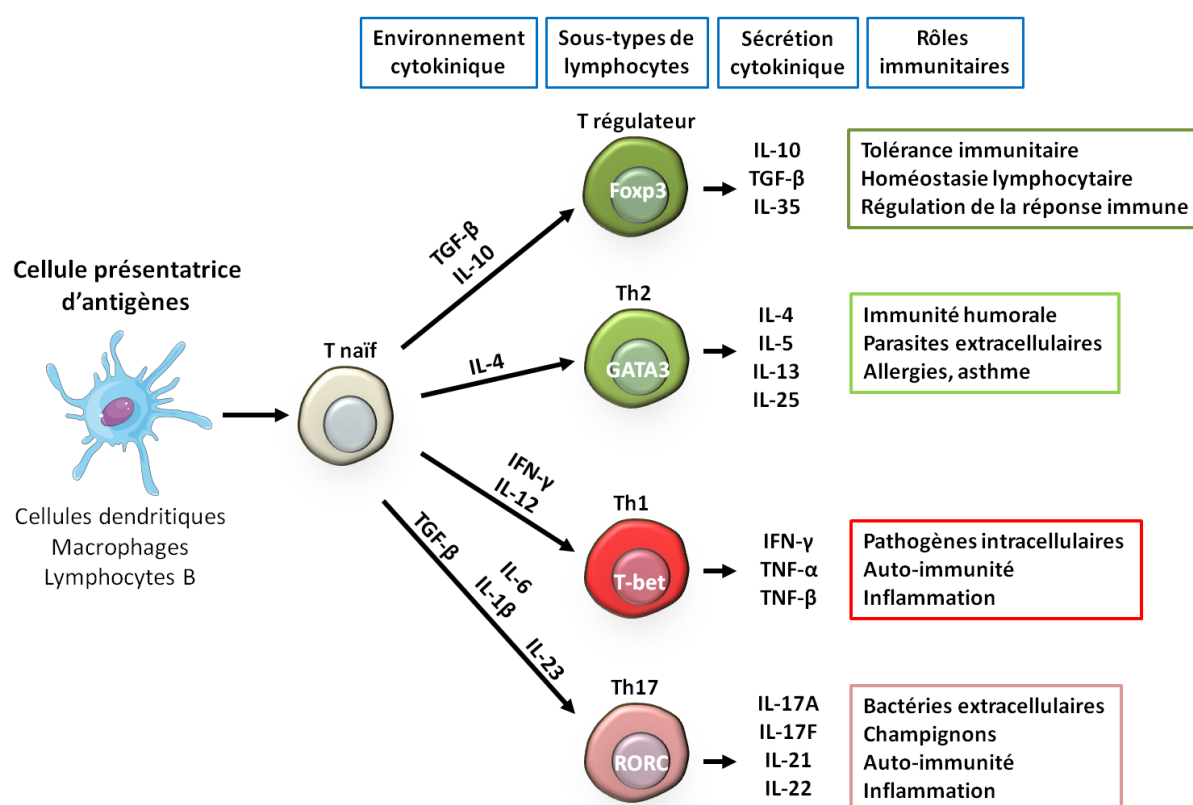 Environnement
cytokinique
Sous-types de
lymphocytes
Sécrétion
cytokinique
Rôles
immunitaires
Cellule présentatrice
d’antigènes
Cellules dendritiques
Macrophages
Lymphocytes B
T naïf
TGF-β
IL-10
T régulateur
Foxp3
IL-10
TGF-β
IL-35
Tolérance immunitaire
Homéostasie lymphocytaire
Régulation de la réponse immune
IL-4
Th2
GATA3
IL-4
IL-5
IL-13
IL-25
Immunité humorale
Parasites extracellulaires
Allergies, asthme
IFN-γ
IL-12
Th1
T-bet
IFN-γ
TNF-α
TNF-β
Pathogènes intracellulaires
Auto-immunité
Inflammation
TGF-β
IL-6
IL-1β
IL-23
Th17
RORC
IL-17A
IL-17F
IL-21
IL-22
Bactéries extracellulaires
Champignons
Auto-immunité
Inflammation